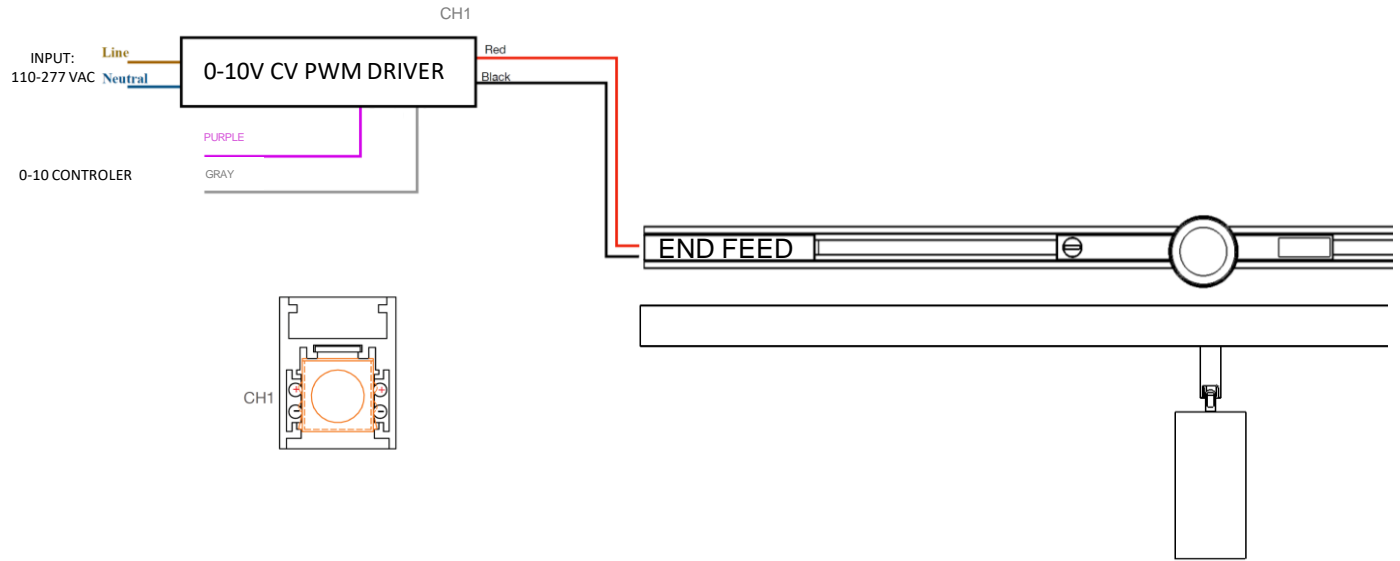 CH1
INPUT:
110-277 VAC
Line
Neutral
0-10V CV PWM DRIVER
Red
Black
PURPLE
0-10 CONTROLER
GRAY
END FEED
CH1
+
+
-
-